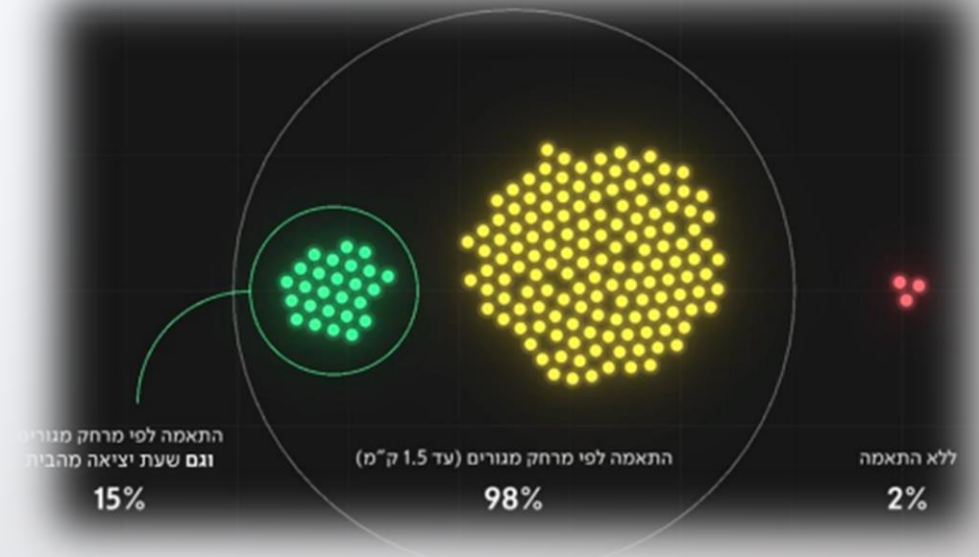 התאמה לפי מרחק מגורים
וגם שעת יציאה מהבית
15%
התאמה לפי מרחק מגורים (עד 1.5 ק"מ)
98%
ללא התאמה
2%